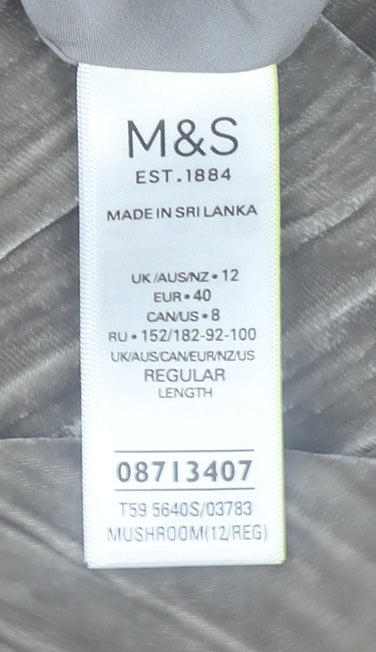 M&S
EST.1884
MADE IN SRI LANKA
UK/AUS/NZ • 12
EUR • 40
CAN/US • 8
RU • 152/182-92-100
UK/AUS/CAN/EUR/NZ/US
REGULAR
LENGTH
08713407
T59 5640S/03783
MUSHROOM(12/REG)